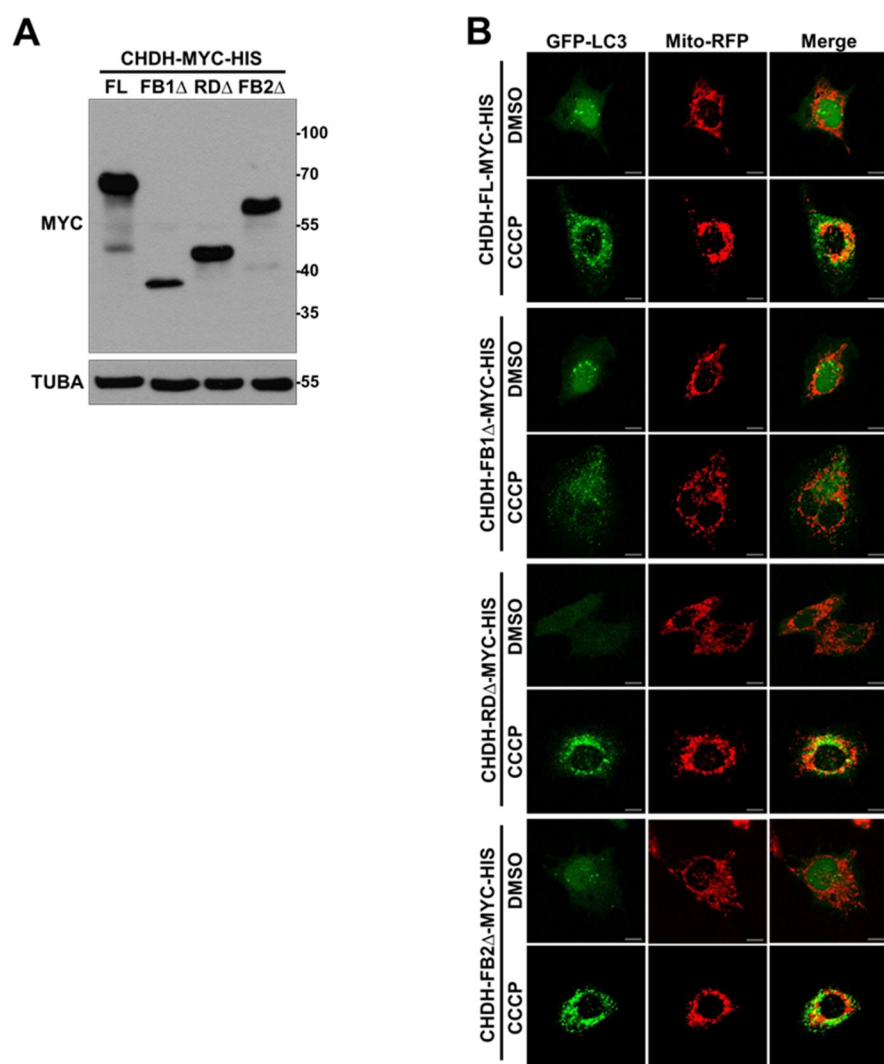 A
CHDH-MYC-HIS
FL FB1Δ RDΔ FB2Δ
-100
-70
MYC
-55
-40
-35
TUBA
-55
B
GFP-LC3 Mito-RFP Merge
CHDH-FL-MYC-HIS
DMSO
CCCP
CHDH-FB1Δ-MYC-HIS
DMSO
CCCP
CHDH-RDΔ-MYC-HIS
DMSO
CCCP
CHDH-FB2Δ-MYC-HIS
DMSO
CCCP